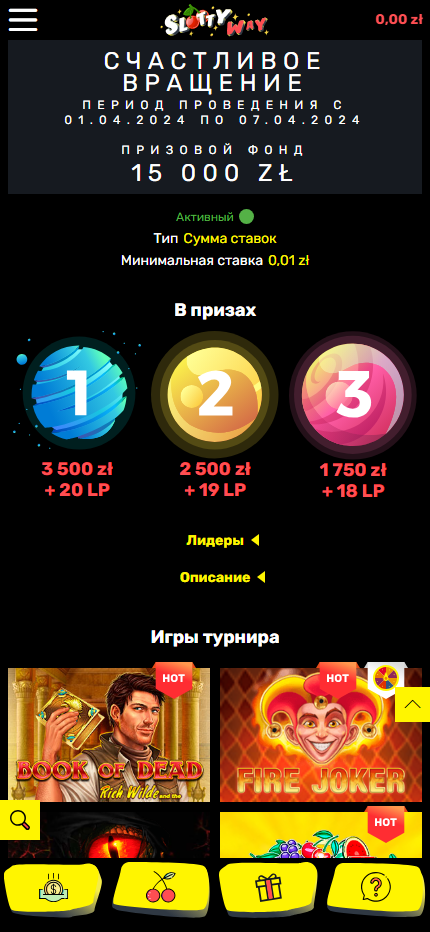 SLOTTY WAY
0,00 zł
СЧАСТЛИВОЕ
ВРАЩЕНИЕ
ПЕРИОД ПРОВЕДЕНИЯ С
01.04.2024 ПО 07.04.2024
ПРИЗОВОЙ ФОНД
15 000 ZŁ
Активный
Тип Сумма ставок
Минимальная ставка 0,01 zł
В призах
1 2 3
3 500 zł 2 500 zł 1 750 zł
+ 20 LP + 19 LP + 18 LP
Лидеры
Описание
Игры турнира
HOT HOT
BOOK OF DEAD
Rich Wilde and the
FIRE JOKER
HOT